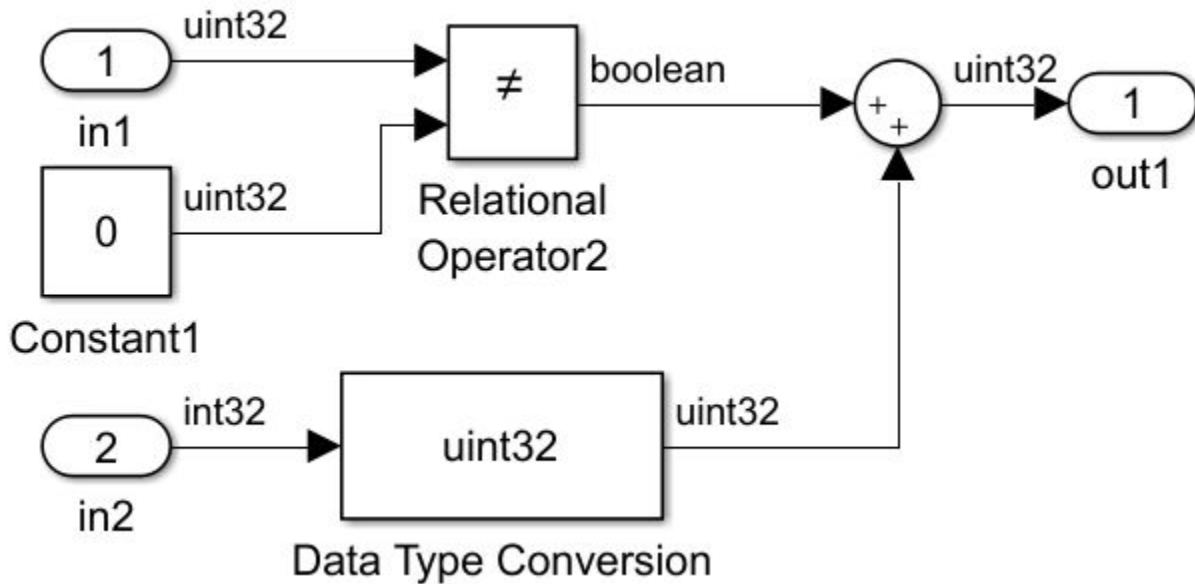 uint32
1
in1
≠
boolean
uint32
1
out1
+
+
uint32
0
Constant1
Relational
Operator2
int32
2
in2
uint32
uint32
Data Type Conversion